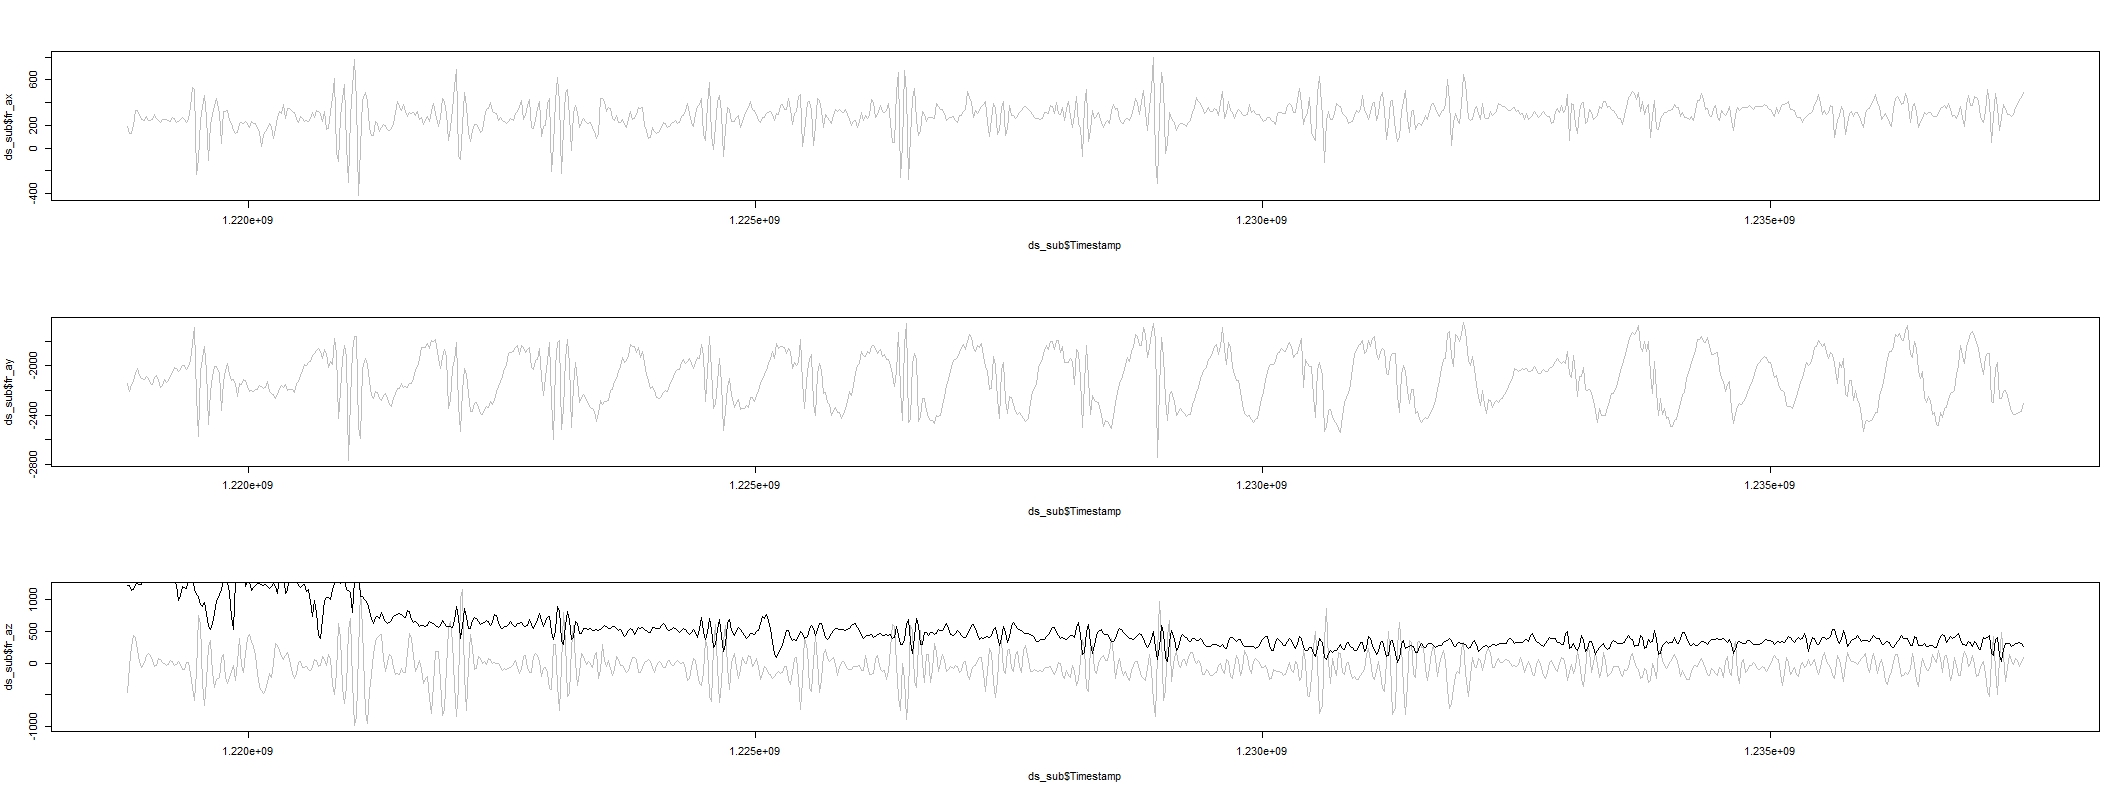 ds_sub$fr_ax
600
200
0
-400
1.220e+09 1.225e+09 1.230e+09 1.235e+09
ds_sub$Timestamp
ds_sub$fr_ay
-2000
-2400
-2800
1.220e+09 1.225e+09 1.230e+09 1.235e+09
ds_sub$Timestamp
ds_sub$fr_az
1000
500
0
-1000
1.220e+09 1.225e+09 1.230e+09 1.235e+09
ds_sub$Timestamp